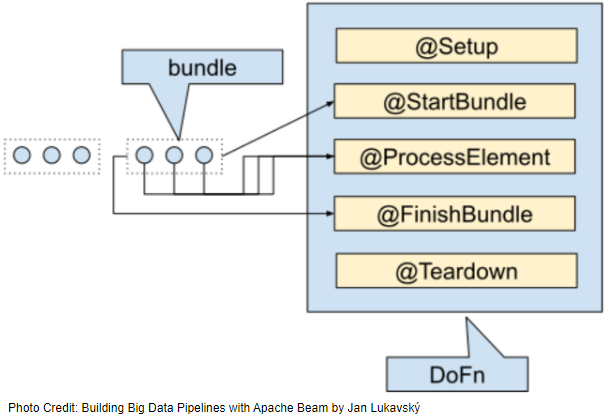 @Setup
bundle
@StartBundle
@ProcessElement
@FinishBundle
@Teardown
DoFn
Photo Credit: Building Big Data Pipelines with Apache Beam by Jan Lukavský